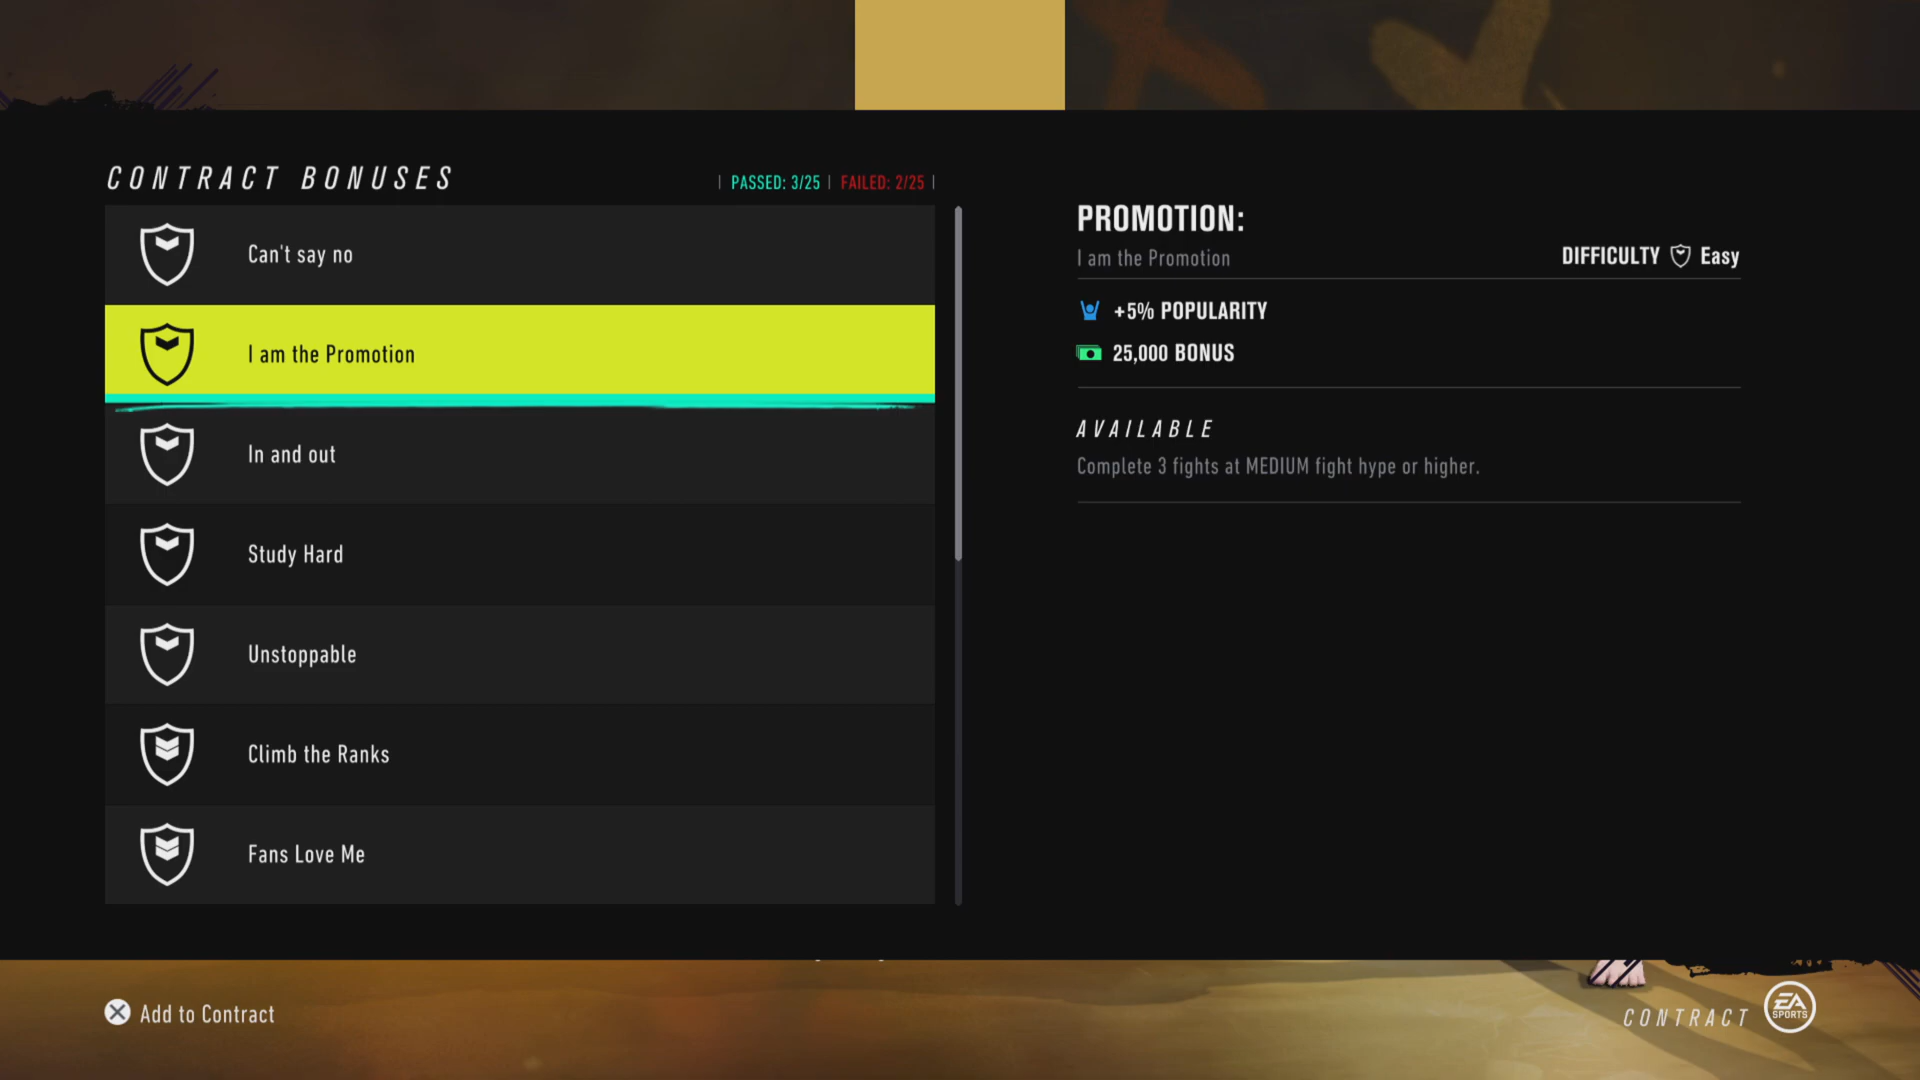 CONTRACT BONUSES
| PASSED: 3/25 | FAILED: 2/25 |
Can't say no
I am the Promotion
In and out
Study Hard
Unstoppable
Climb the Ranks
Fans Love Me
PROMOTION:
I am the Promotion
DIFFICULTY Easy
+5% POPULARITY
25,000 BONUS
AVAILABLE
Complete 3 fights at MEDIUM fight hype or higher.
Add to Contract
CONTRACT
EA
SPORTS